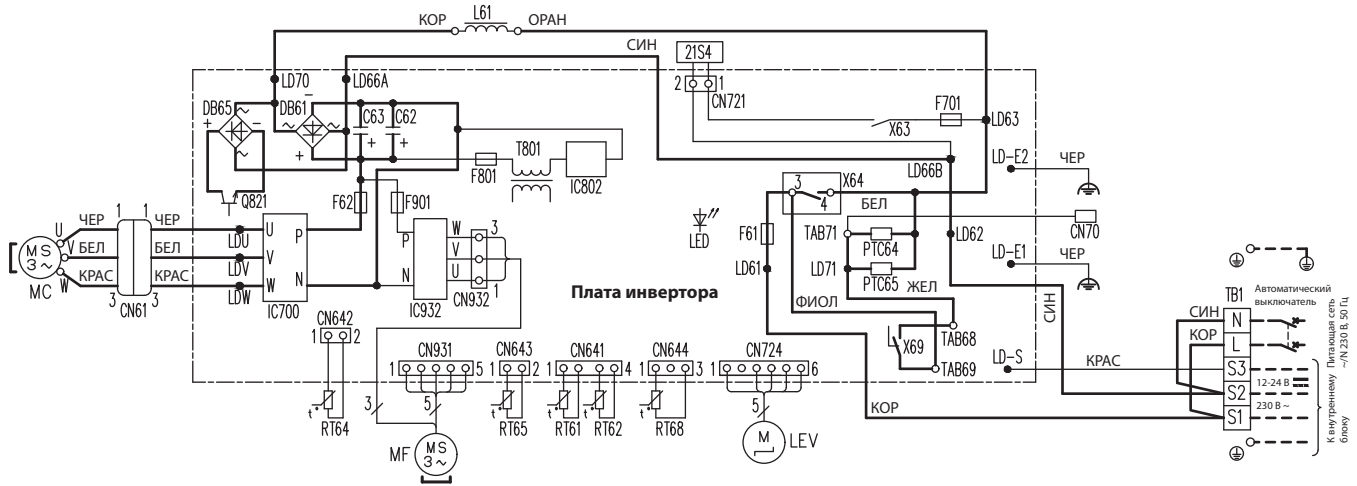 КОР L61 ОРАН
СИН
21S4
2 1
CN721
LD70 LD66A
DB65 DB61
+ - ~ ~
- ~ ~ +
C63 C62
+ +
F701
X63
LD63
T801
F801
IC802
LD66B
LD-E2 ЧЕР
Q821
F62 F901
3 X64
4
БЕЛ
LED
F61
TAB71
PTC64
LD62
CN70
1 1
ЧЕР ЧЕР
U
V БЕЛ БЕЛ
W КРАС КРАС
3 3
CN61
MS
3~
MC
LDU
LDV
LDW
U P
V
W N
IC700
P
N
IC932
W 3
V
U 1
CN932
Плата инвертора
LD61
LD71
PTC65
LD-E1 ЧЕР
ФИОЛ
ЖЕЛ
СИН
X69
TAB68
TAB69
LD-S
КРАС
КОР
CN642
1 2
CN931
1 5
CN643
1 2
CN641
1 4
CN644
1 3
CN724
1 6
t°
RT64
3
5
t°
RT65
t°
RT61
t°
RT62
t°
RT68
5
MF
MS
3~
M
LEV
TB1
Автоматический
выключатель
СИН N
КОР L
S3
S2
S1
12-24 В
230 В ~
Питающая сеть
~/N 230 В, 50 Гц
К внутреннему
блоку